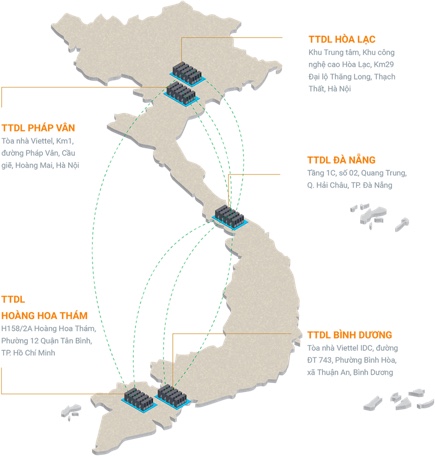 TTDL HÒA LẠC
Khu Trung tâm, Khu công
nghệ cao Hòa Lạc, Km29
Đại lộ Thăng Long, Thạch
Thất, Hà Nội
TTDL PHÁP VÂN
Tòa nhà Viettel, Km1,
đường Pháp Vân, Cầu
giẽ, Hoàng Mai, Hà Nội
TTDL ĐÀ NẴNG
Tầng 1C, số 02, Quang Trung,
Q. Hải Châu, TP. Đà Nẵng
TTDL
HOÀNG HOA THÁM
H158/2A Hoàng Hoa Thám,
Phường 12 Quận Tân Bình,
TP. Hồ Chí Minh
TTDL BÌNH DƯƠNG
Tòa nhà Viettel IDC, đường
ĐT 743, Phường Bình Hòa,
xã Thuận An, Bình Dương